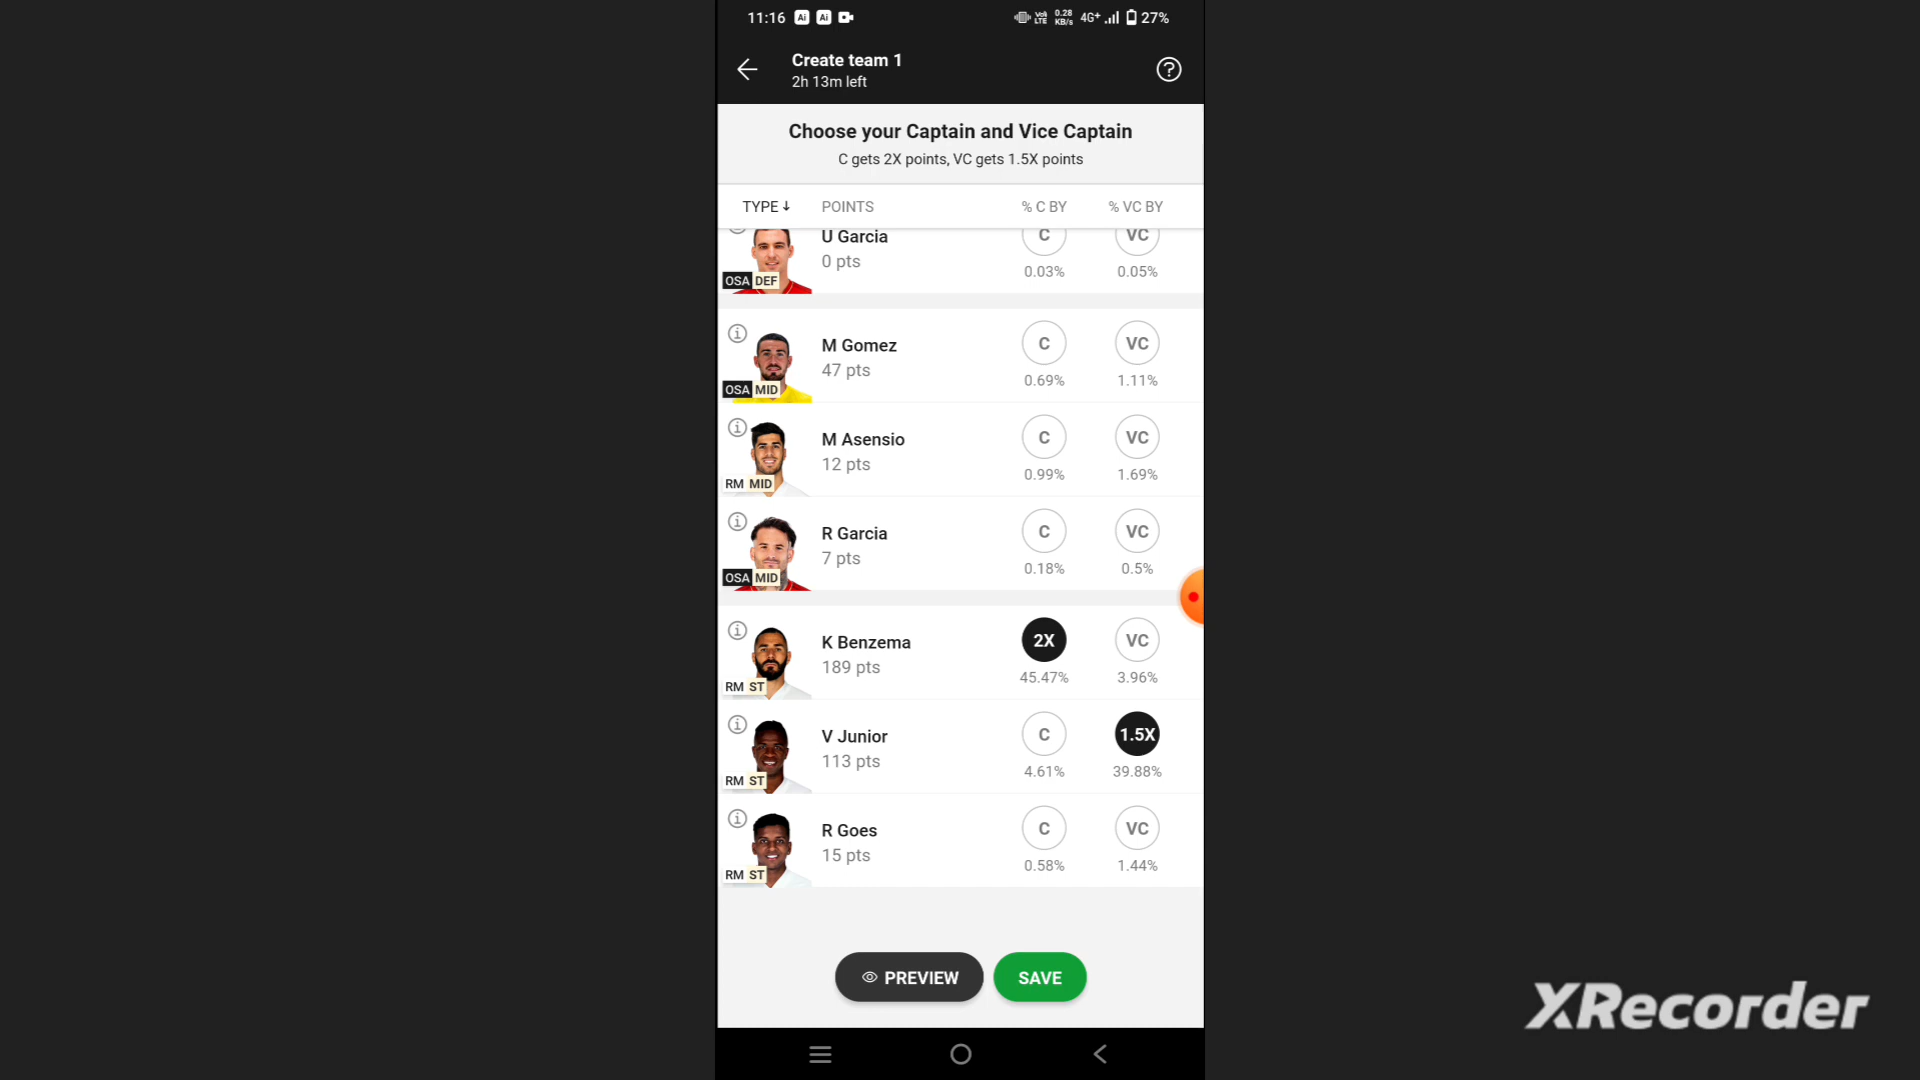 11:16 Ai Ai Vo) LTE 0.28 KB/s 4G+ 27%
Create team 1
2h 13m left
Choose your Captain and Vice Captain
C gets 2X points, VC gets 1.5X points
TYPE POINTS % C BY % VC BY
U Garcia C VC
0 pts
OSA DEF 0.03% 0.05%
M Gomez C VC
47 pts
OSA MID 0.69% 1.11%
M Asensio C VC
12 pts
RM MID 0.99% 1.69%
R Garcia C VC
7 pts
OSA MID 0.18% 0.5%
K Benzema 2X VC
189 pts
RM ST 45.47% 3.96%
V Junior C 1.5X
113 pts
RM ST 4.61% 39.88%
R Goes C VC
15 pts
RM ST 0.58% 1.44%
PREVIEW SAVE
XRecorder